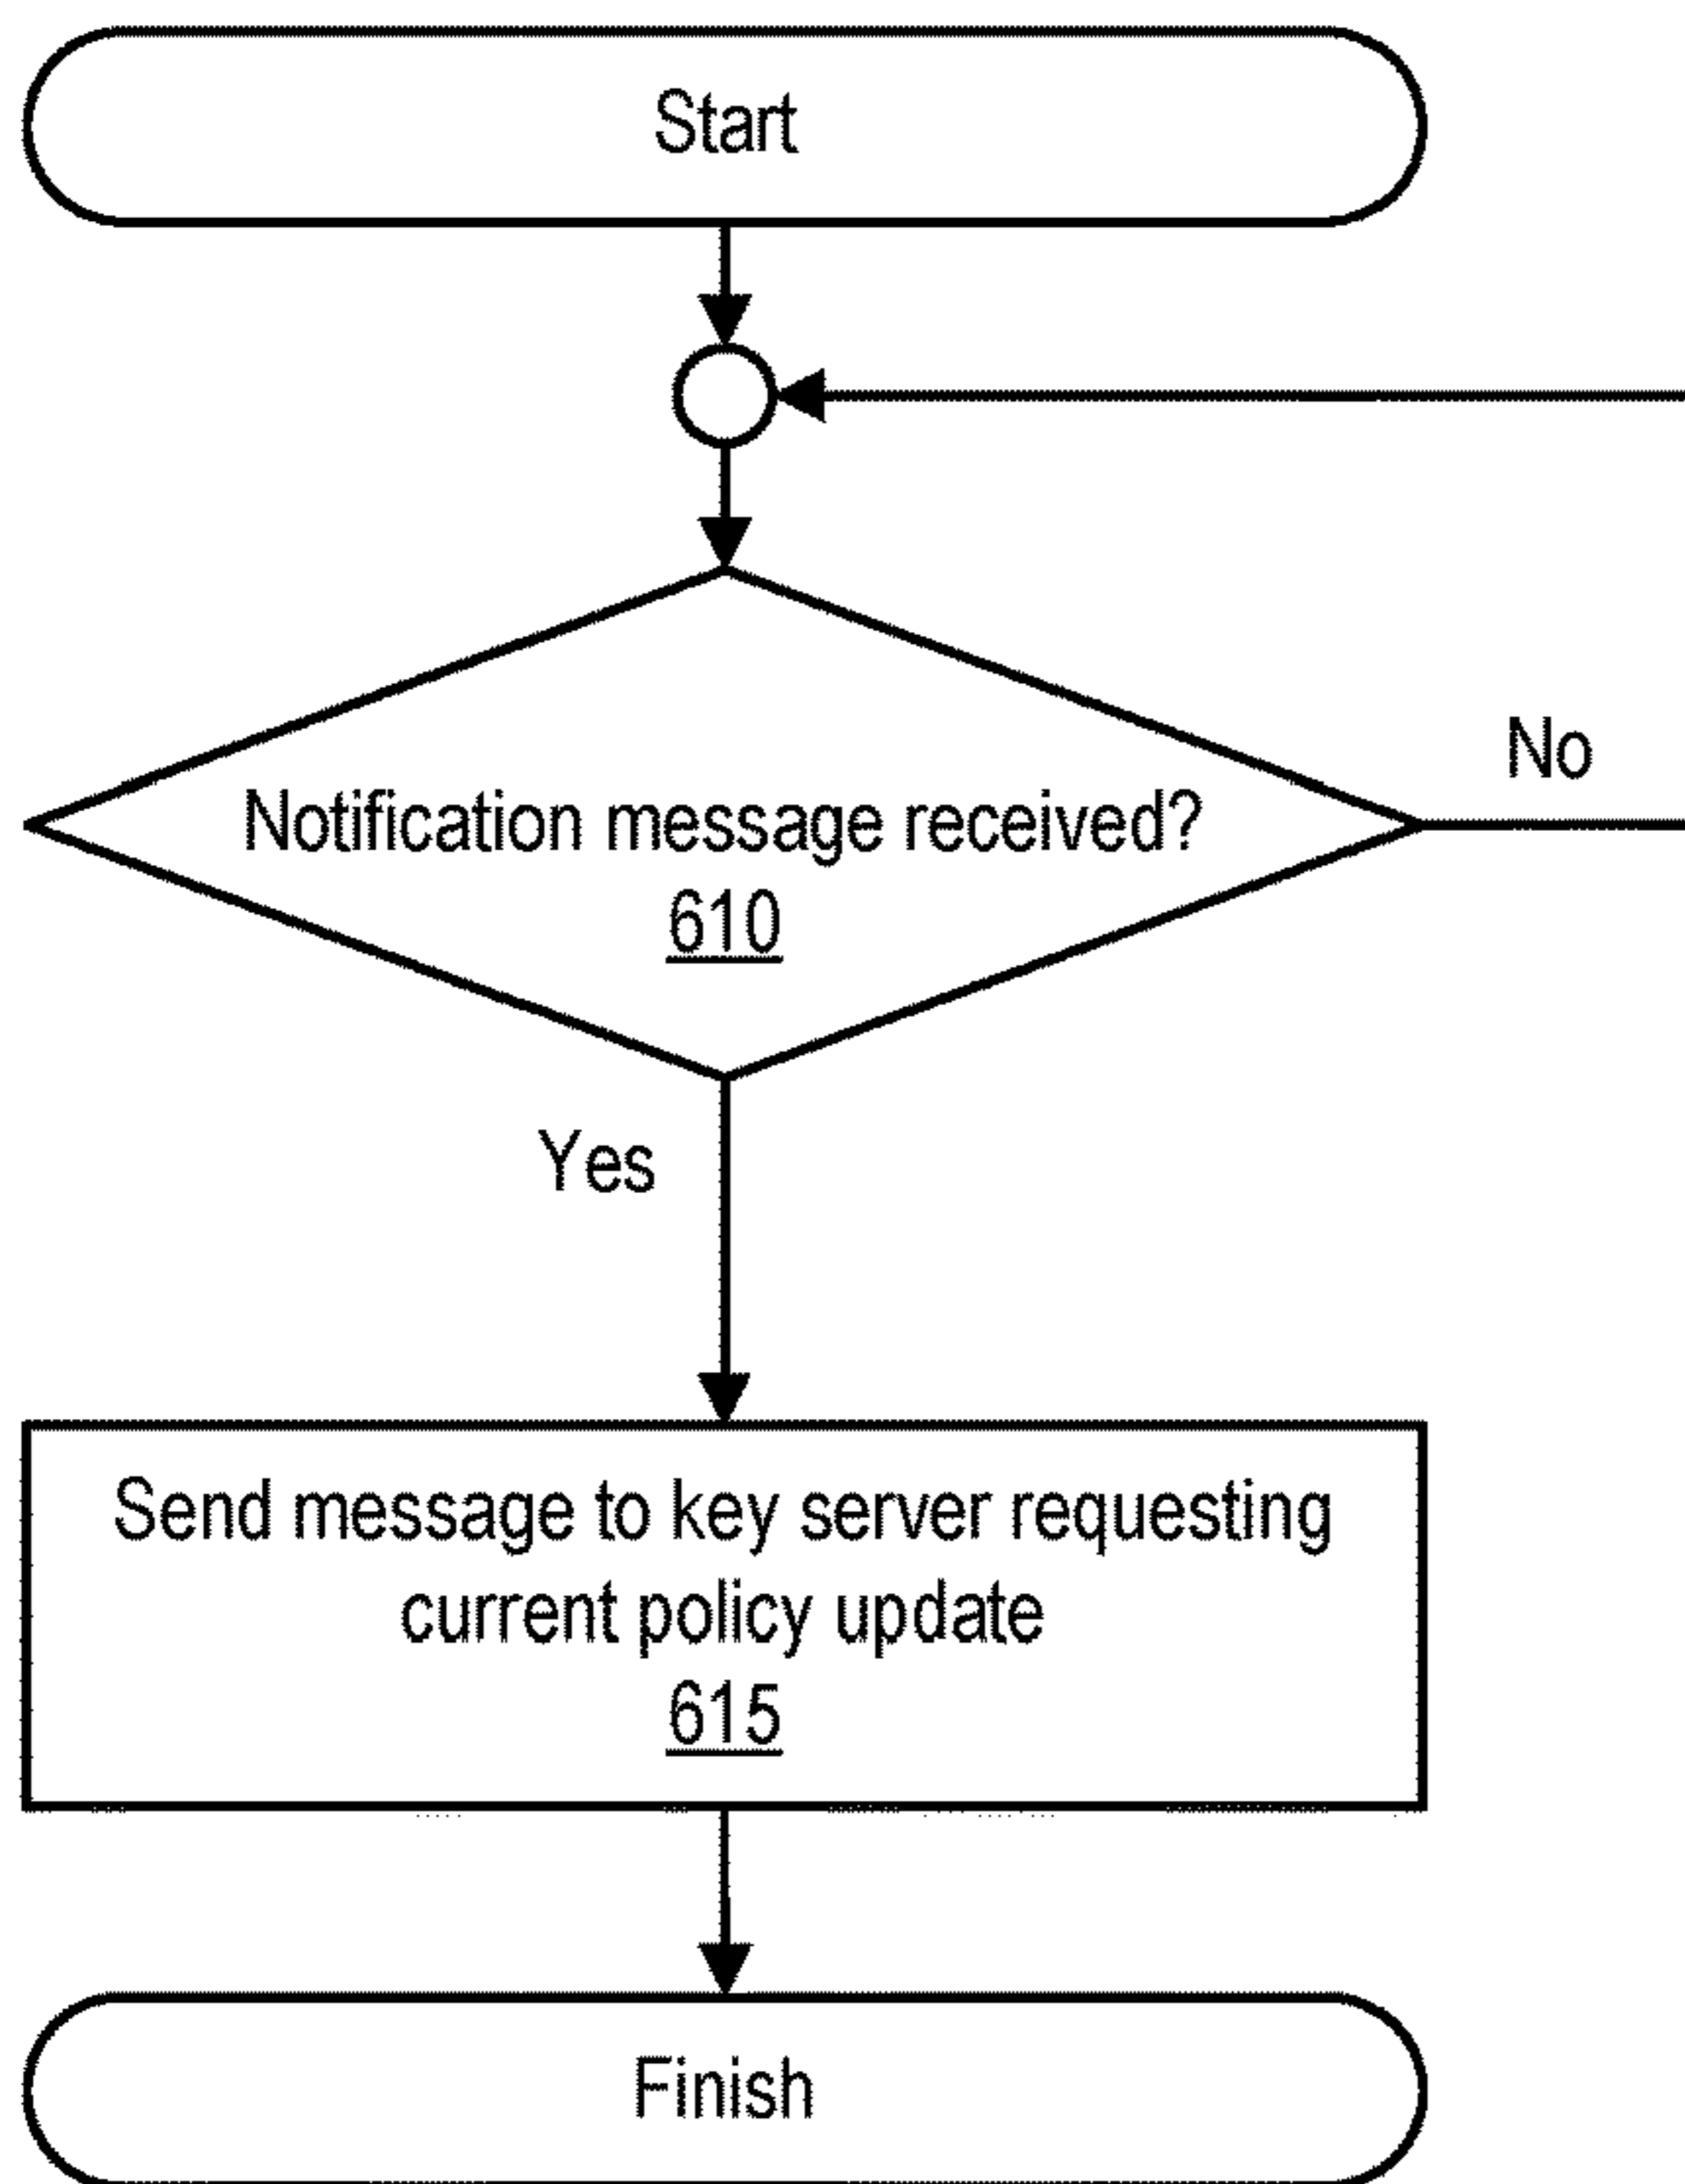 Start
No
Notification message received?
610
Yes
Send message to key server requesting
current policy update
615
Finish